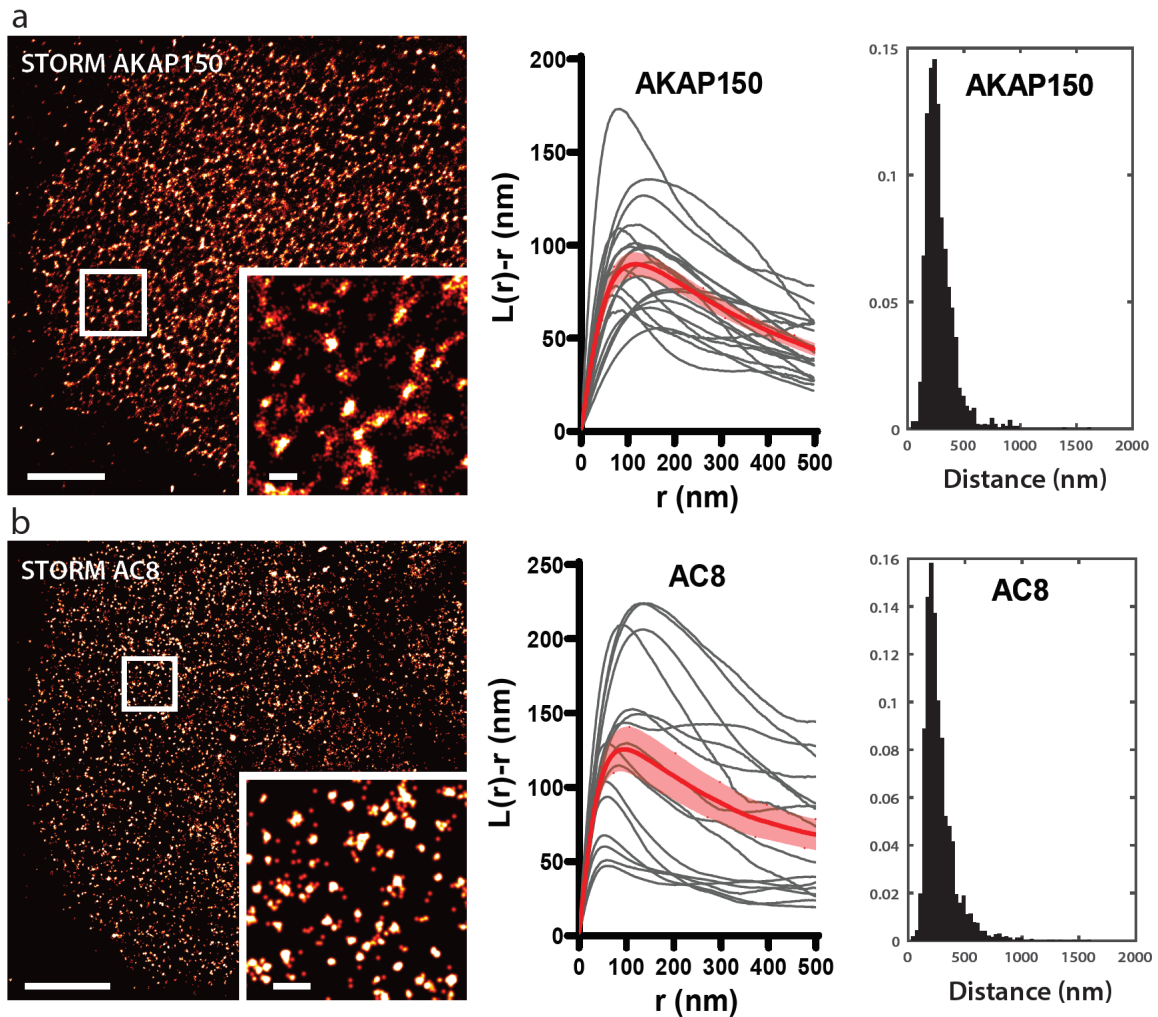 a
STORM AKAP150
200
150
100
50
0
L(r)-r (nm)
AKAP150
0 100 200 300 400 500
r (nm)
0.15
0.1
0.05
0
AKAP150
0 500 1000 1500 2000
Distance (nm)
b
STORM AC8
250
200
150
100
50
0
L(r)-r (nm)
AC8
0 100 200 300 400 500
r (nm)
0.16
0.14
0.12
0.1
0.08
0.06
0.04
0.02
0
AC8
0 500 1000 1500 2000
Distance (nm)